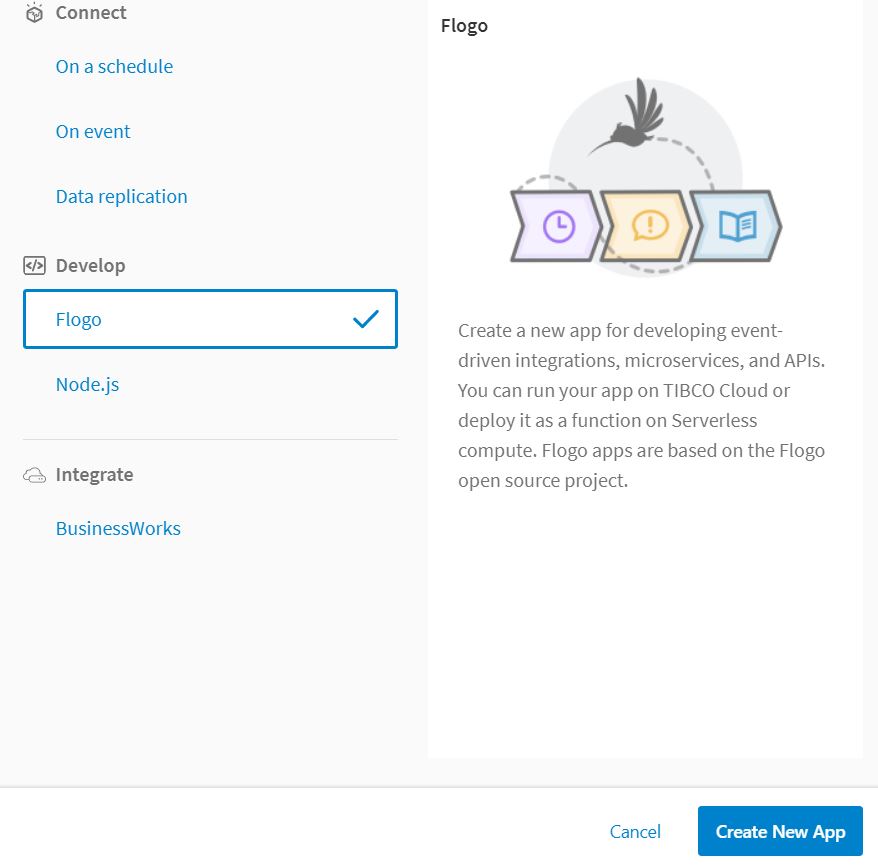 Connect
On a schedule
On event
Data replication
Develop
Flogo
Node.js
Integrate
BusinessWorks
Flogo
Create a new app for developing event-
driven integrations, microservices, and APIs.
You can run your app on TIBCO Cloud or
deploy it as a function on Serverless
compute. Flogo apps are based on the Flogo
open source project.
Cancel
Create New App